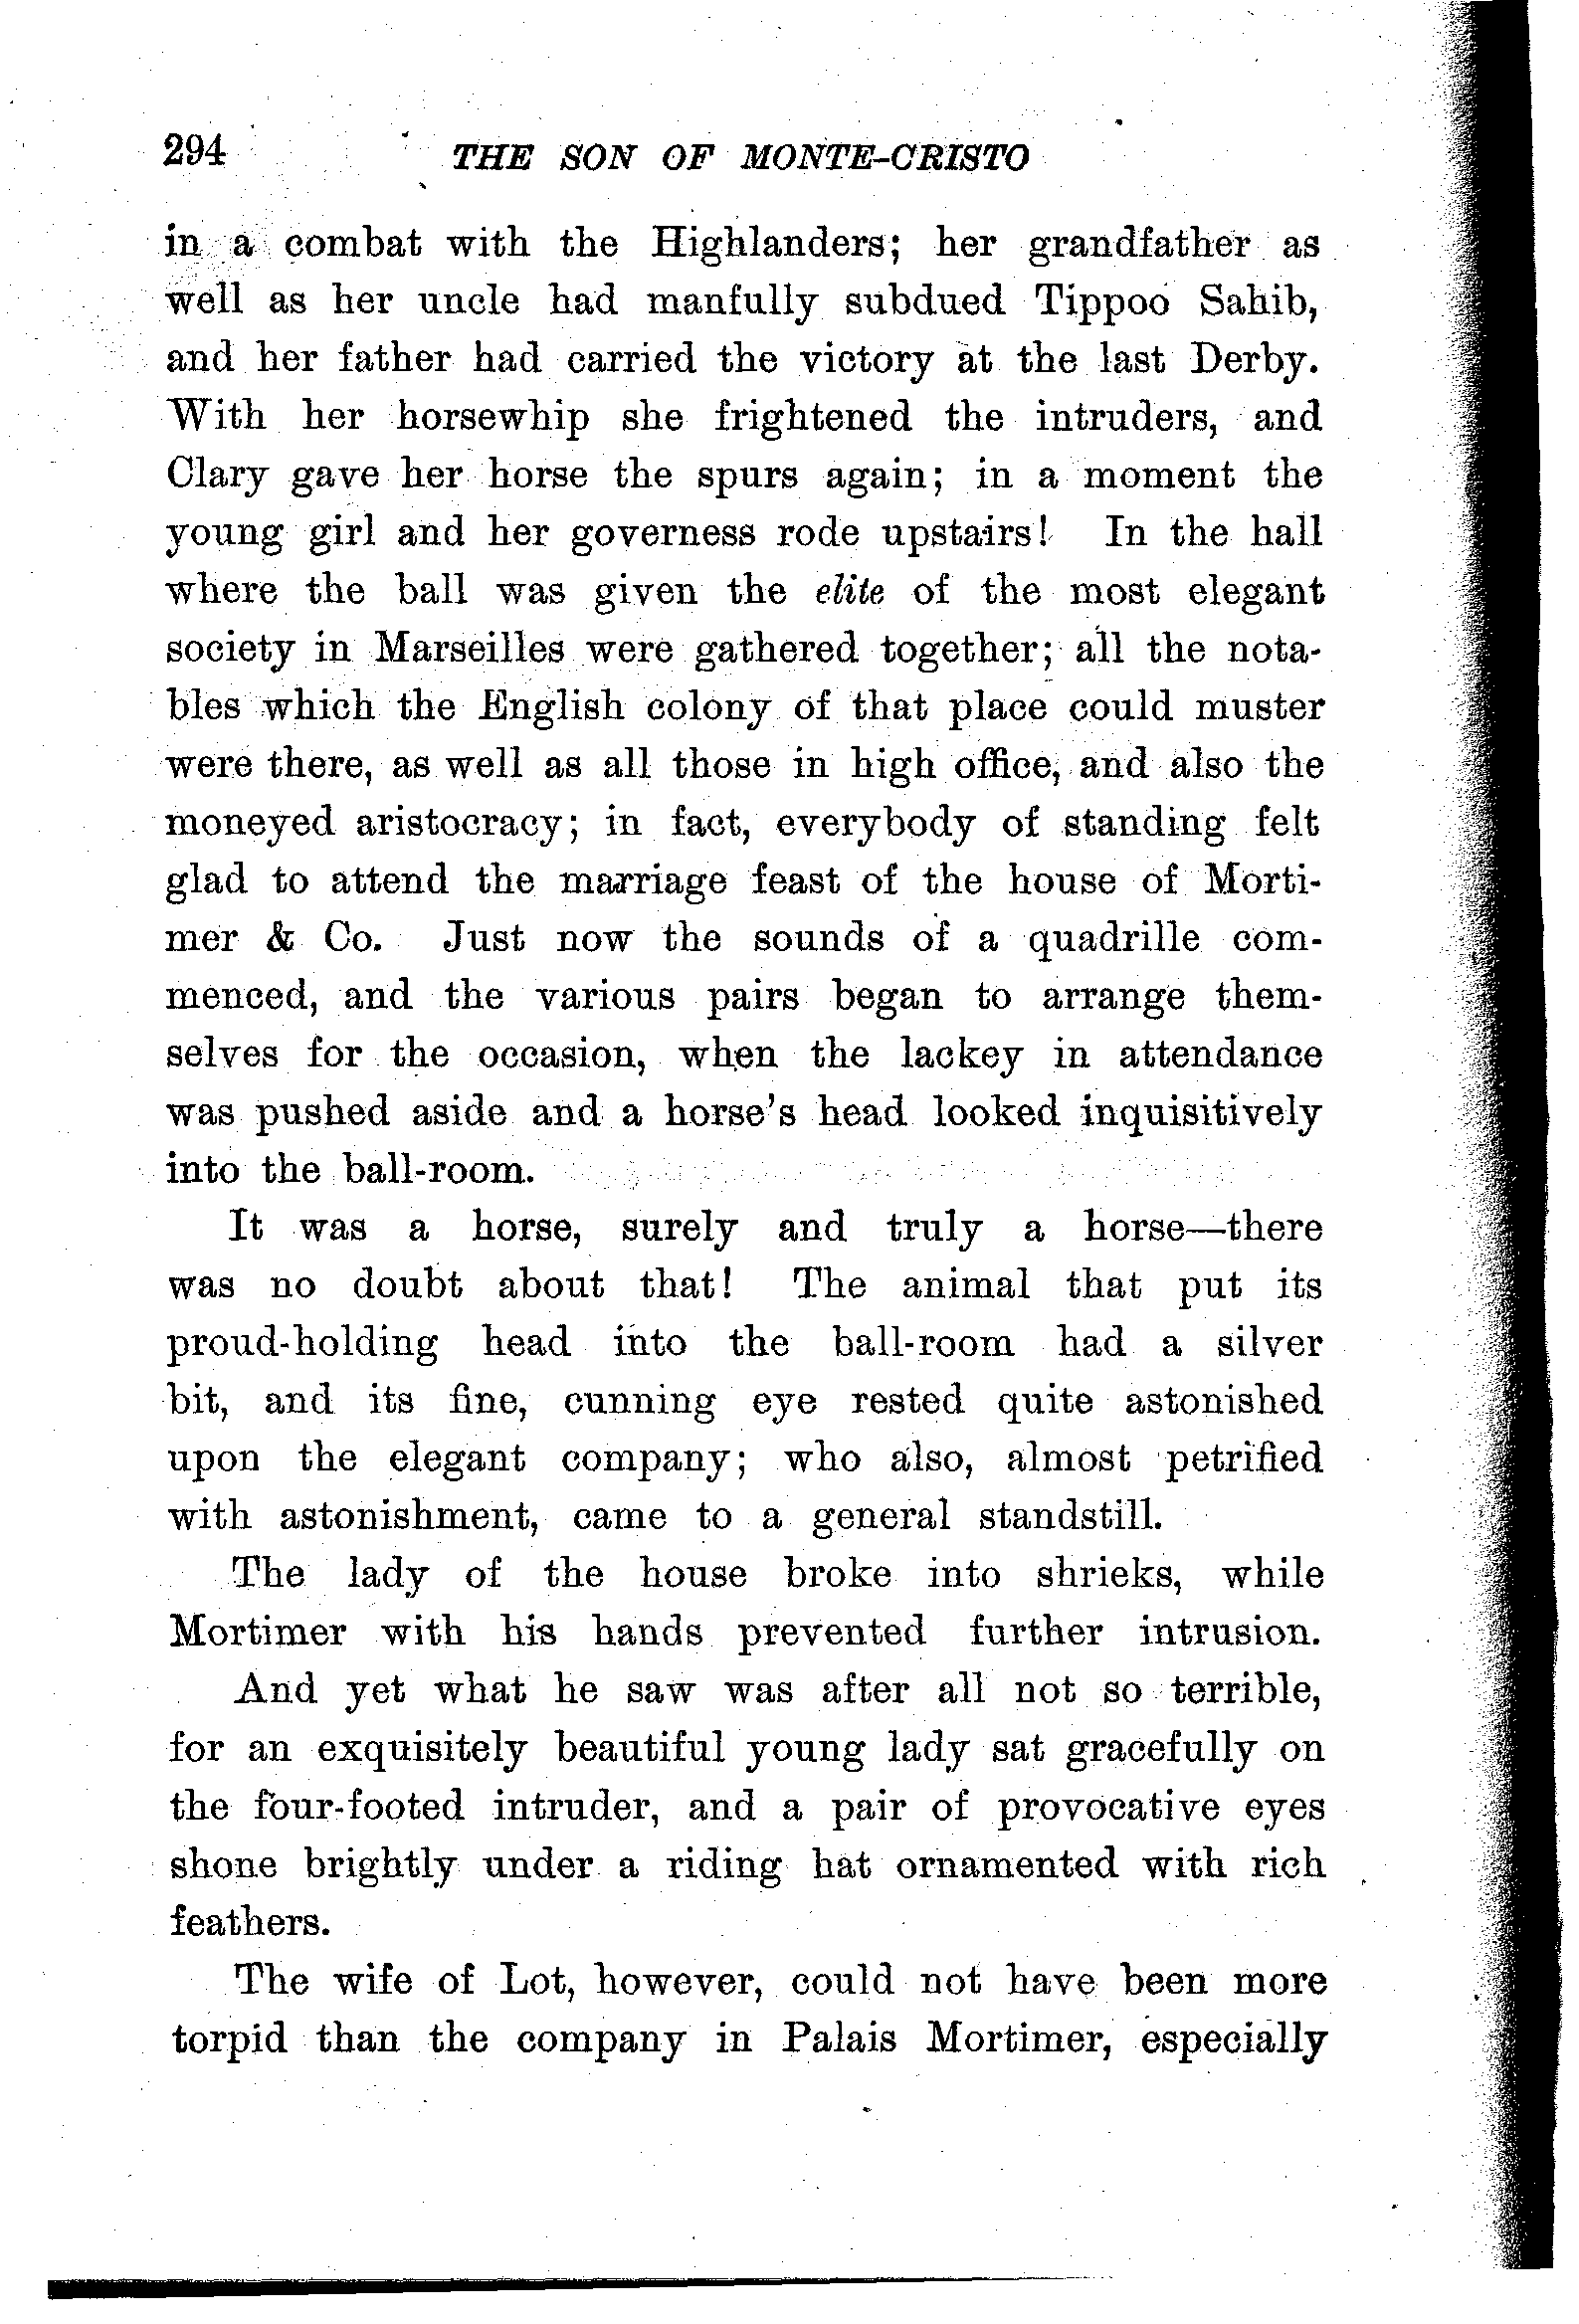 294 THE SON OF MONTE-CRISTO
in a combat with the Highlanders; her grandfather as
well as her uncle had manfully subdued Tippoo Sahib,
and her father had carried the victory at the last Derby.
With her horsewhip she frightened the intruders, and
Clary gave her horse the spurs again; in a moment the
young girl and her governess rode upstairs! In the hall
where the ball was given the elite of the most elegant
society in Marseilles were gathered together; all the nota-
bles which the English colony of that place could muster
were there, as well as all those in high office, and also the
moneyed aristocracy; in fact, everybody of standing felt
glad to attend the marriage feast of the house of Morti-
mer & Co. Just now the sounds of a quadrille com-
menced, and the various pairs began to arrange them-
selves for the occasion, when the lackey in attendance
was pushed aside and a horse's head looked inquisitively
into the ball-room.
It was a horse, surely and truly a horse—there
was no doubt about that! The animal that put its
proud-holding head into the ball-room had a silver
bit, and its fine, cunning eye rested quite astonished
upon the elegant company; who also, almost petrified
with astonishment, came to a general standstill.
The lady of the house broke into shrieks, while
Mortimer with his hands prevented further intrusion.
And yet what he saw was after all not so terrible,
for an exquisitely beautiful young lady sat gracefully on
the four-footed intruder, and a pair of provocative eyes
shone brightly under a riding hat ornamented with rich
feathers.
The wife of Lot, however, could not have been more
torpid than the company in Palais Mortimer, especially